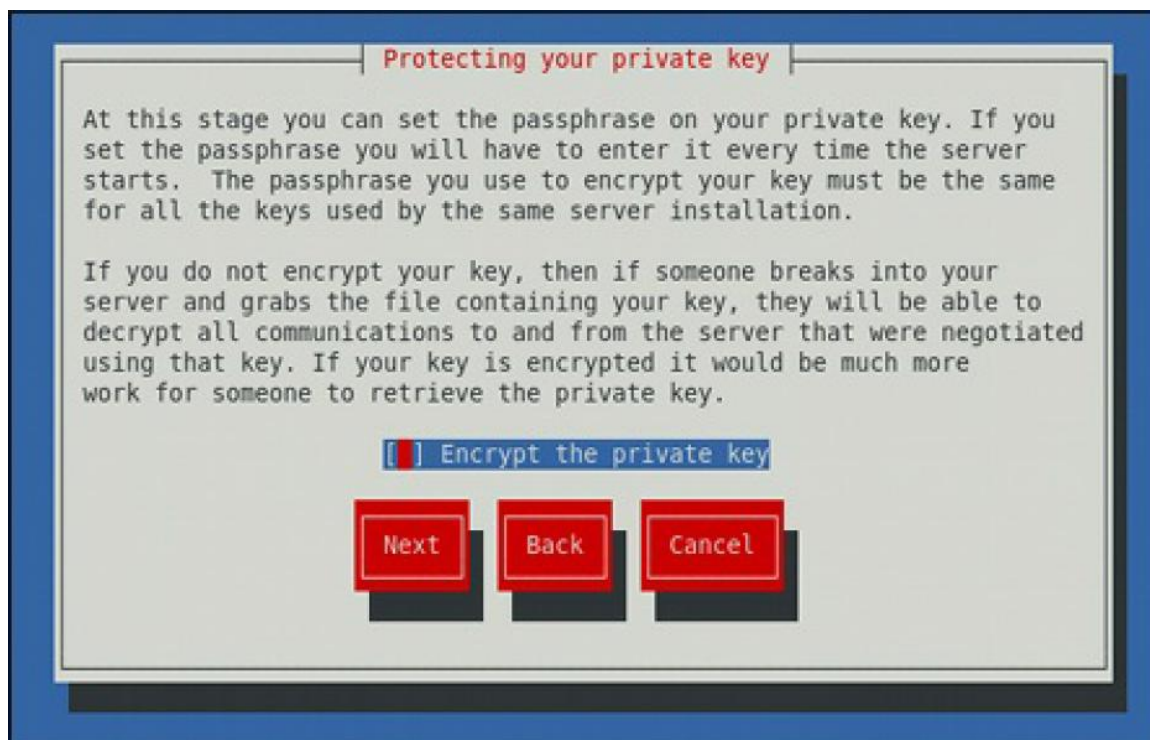 Protecting your private key
At this stage you can set the passphrase on your private key. If you
set the passphrase you will have to enter it every time the server
starts.  The passphrase you use to encrypt your key must be the same
for all the keys used by the same server installation.
If you do not encrypt your key, then if someone breaks into your
server and grabs the file containing your key, they will be able to
decrypt all communications to and from the server that were negotiated
using that key. If your key is encrypted it would be much more
work for someone to retrieve the private key.
[ ] Encrypt the private key
Next Back Cancel